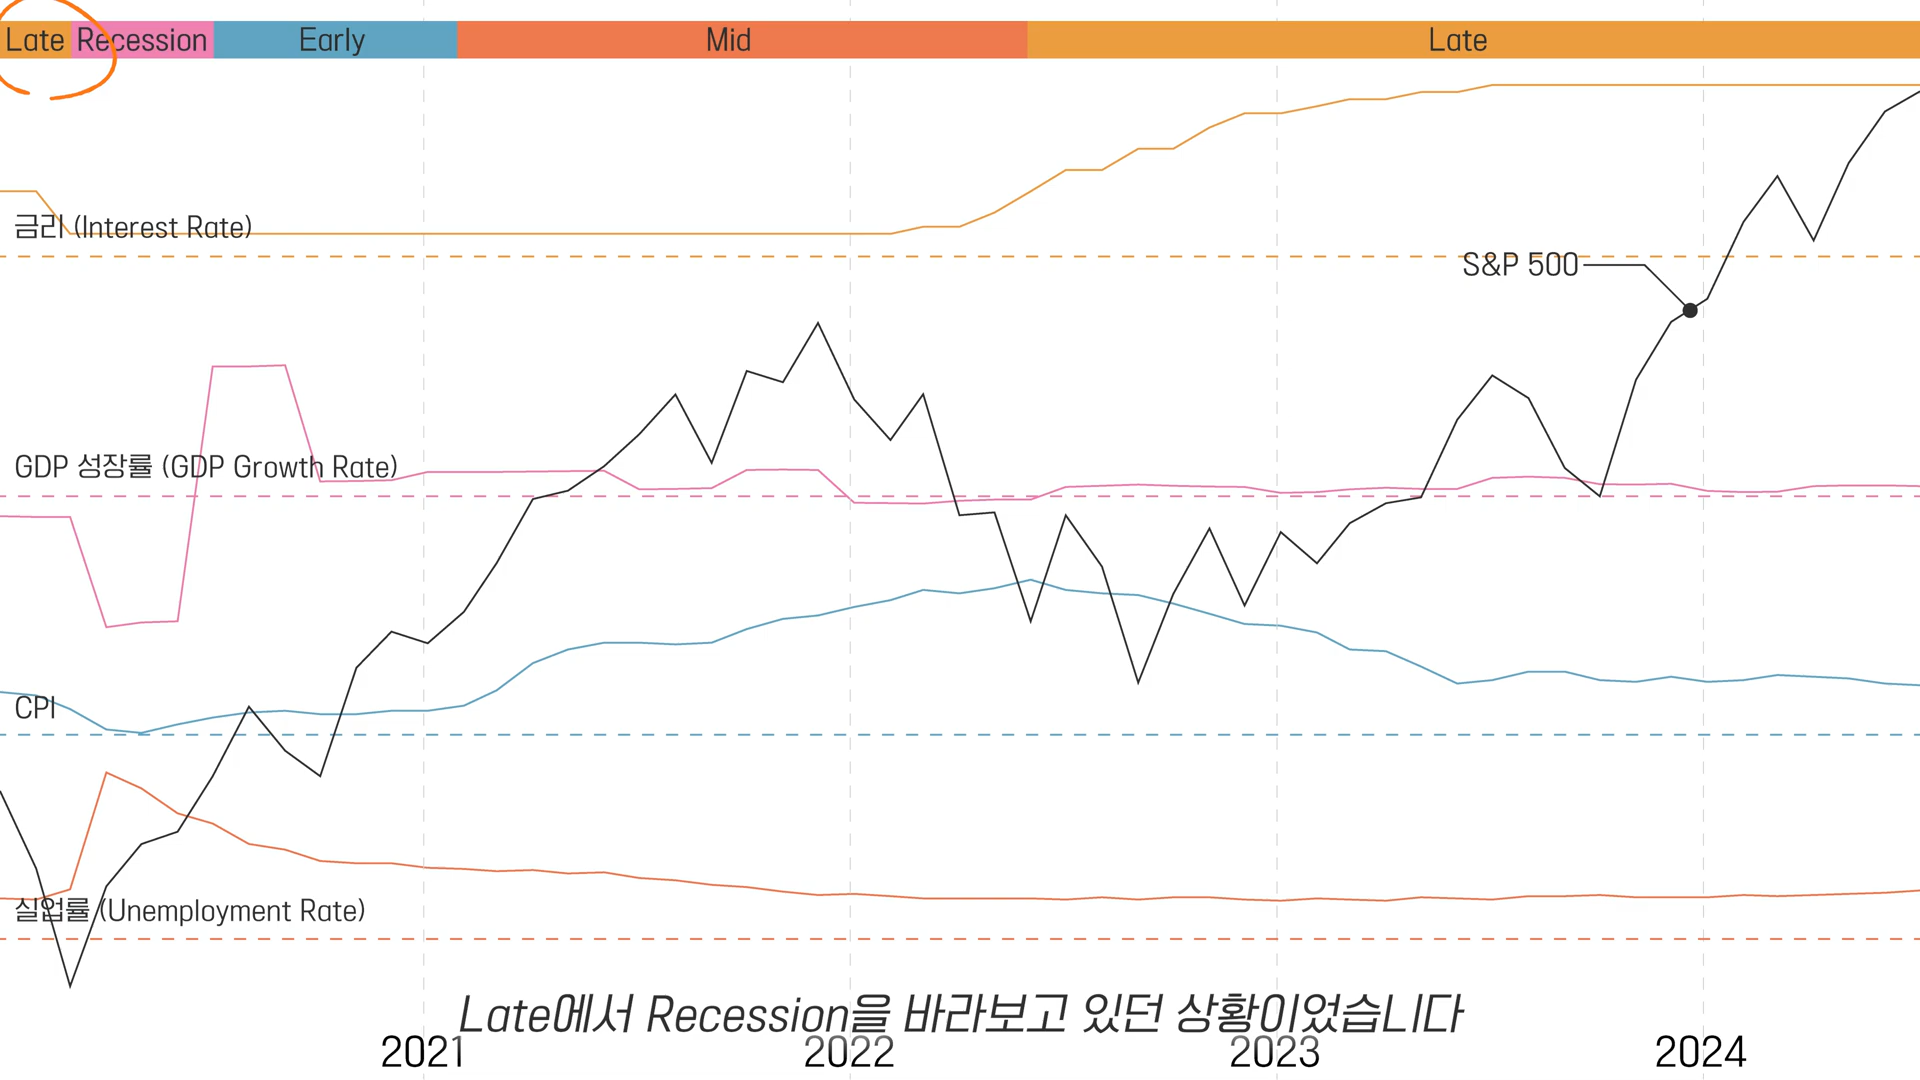 Late Recession Early Mid Late
금리 (Interest Rate)
S&P 500
GDP 성장률 (GDP Growth Rate)
CPI
실업률 (Unemployment Rate)
Late에서 Recession을 바라보고 있던 상황이었습니다
2021 2022 2023 2024